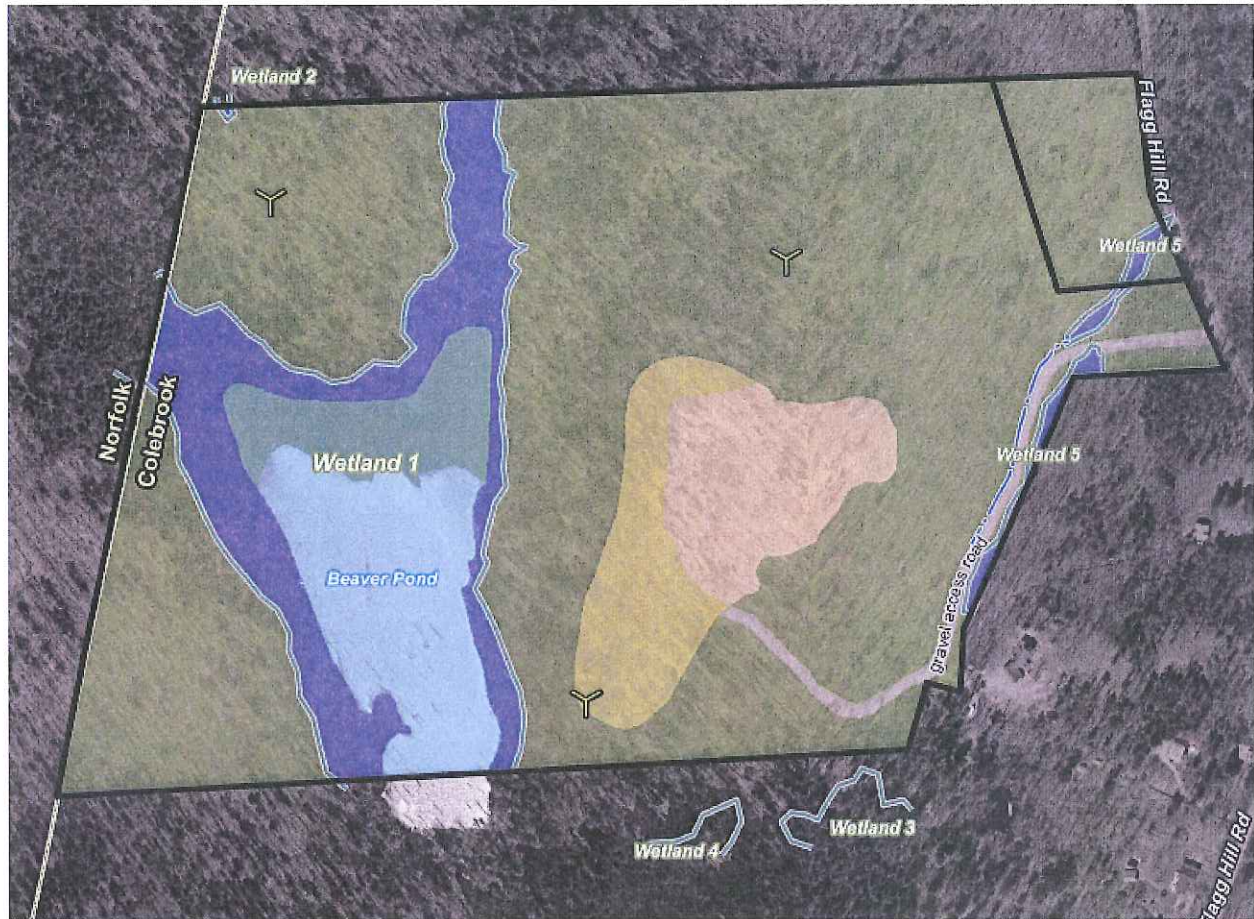 Wetland 2
Flagg Hill Rd
Wetland 5
Norfolk
Colebrook
Wetland 1
Wetland 5
Beaver Pond
gravel access road
Wetland 3
Wetland 4
lagg Hill Rd